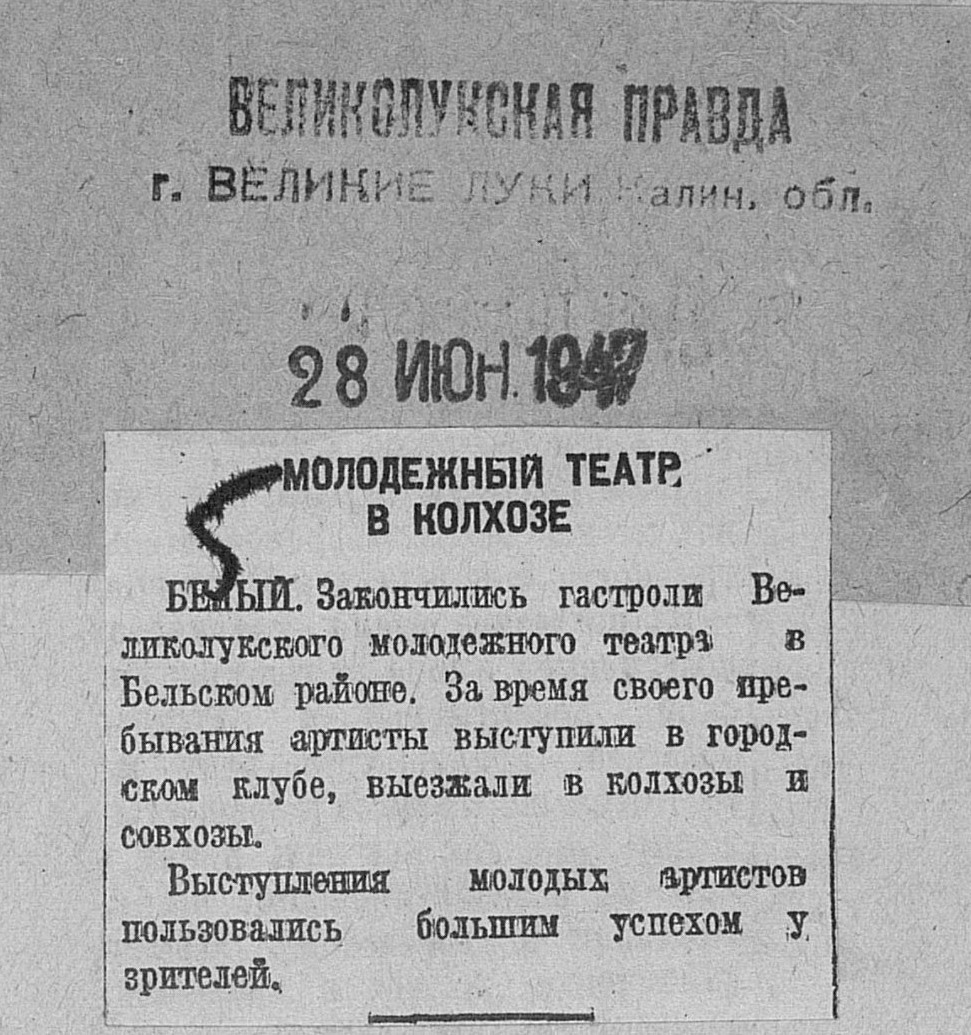 ВЕЛИКОЛУКСКАЯ ПРАВДА
г. ВЕЛИКИЕ ЛУКИ Калин. обл.
28 ИЮН.
МОЛОДЕЖНЫЙ ТЕАТР
В КОЛХОЗЕ
БЕЛЫЙ. Закончились гастроли Ве-
ликолукского молодежного театра в
Бельском районе. За время своего пре-
бывания артисты выступили в город-
ском клубе, выезжали в колхозы и
совхозы.
Выступления молодых артистов
пользовались большим успехом у
зрителей.